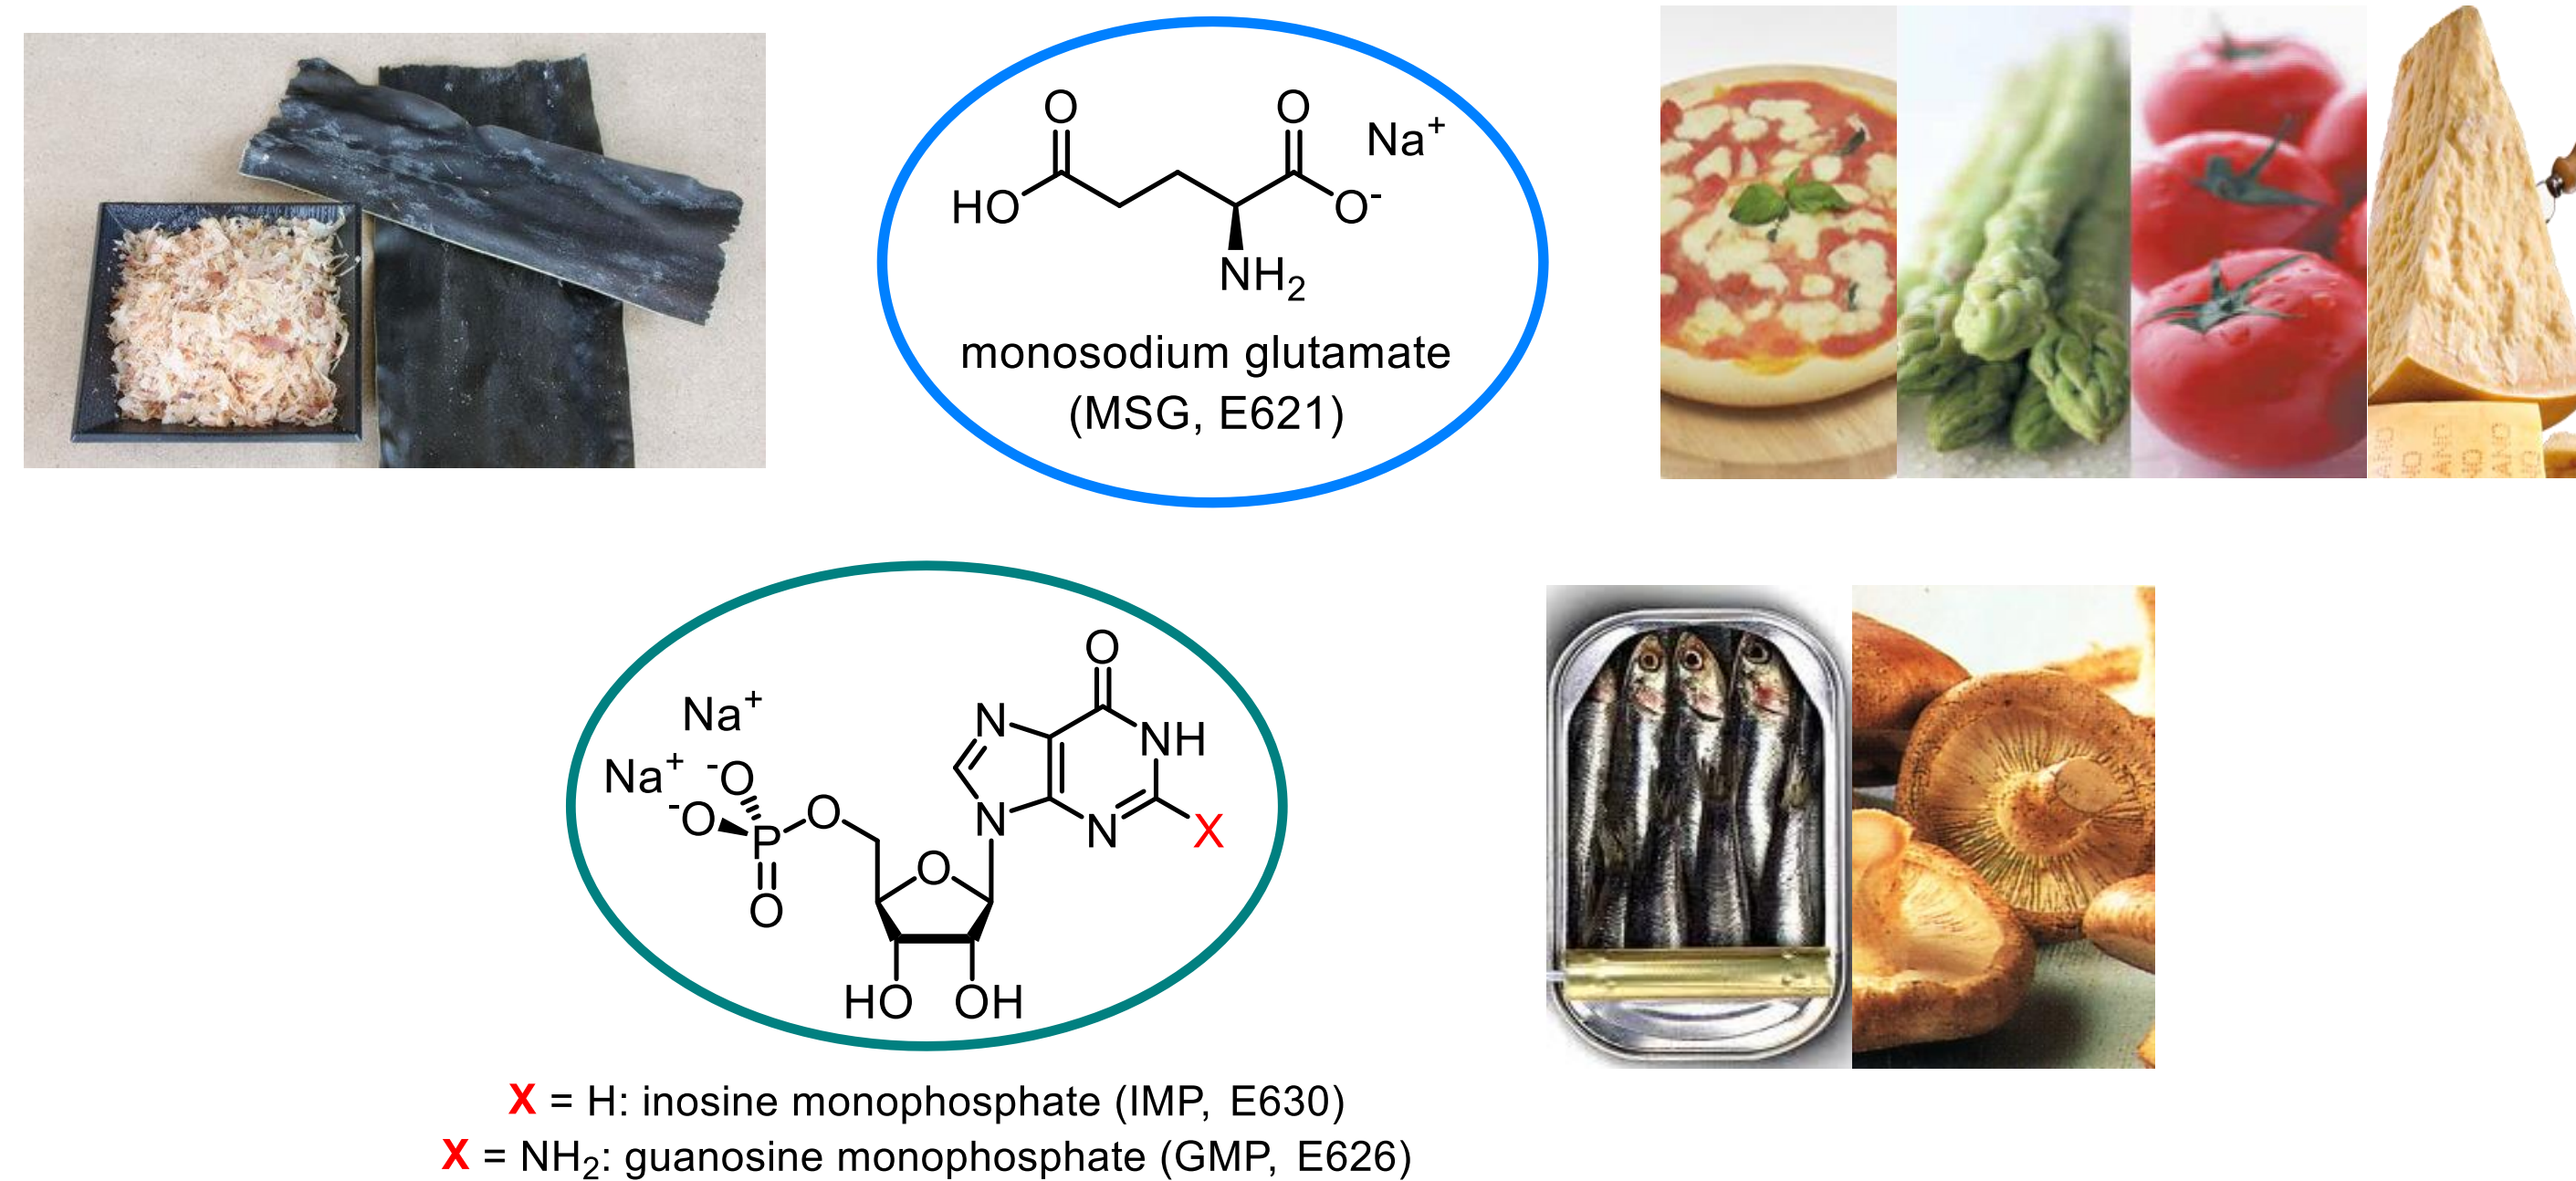 O
O
Na⁺
HO
O⁻
NH₂
monosodium glutamate
(MSG, E621)
O
Na⁺
N
NH
Na⁺
⁻O
⁻O
O
P
N
N
X
O
O
HO
OH
X = H: inosine monophosphate (IMP, E630)
X = NH₂: guanosine monophosphate (GMP, E626)